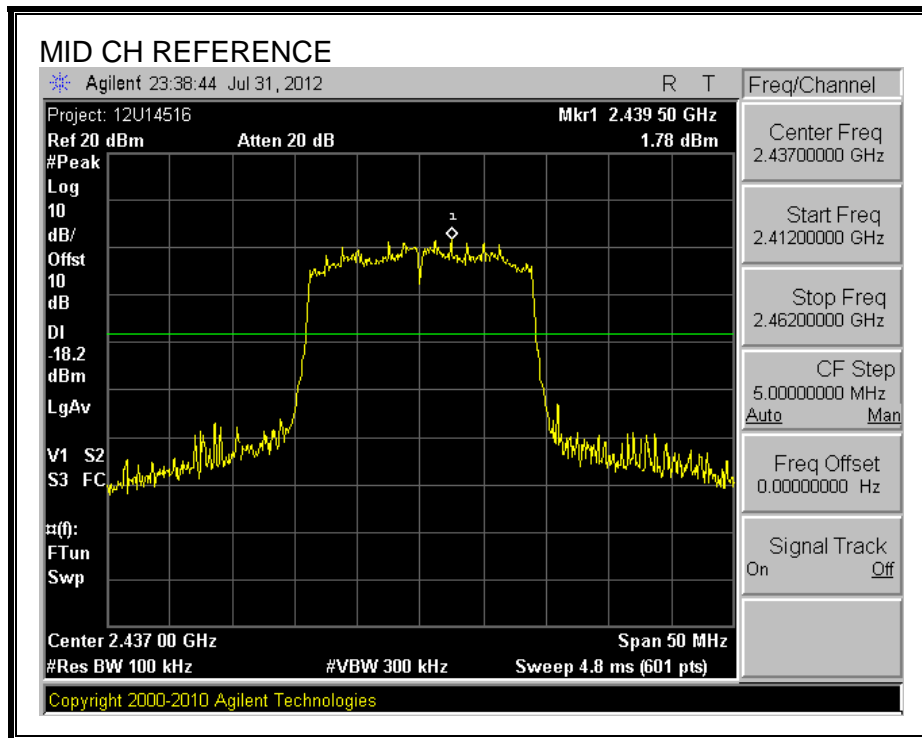 MID CH REFERENCE
Agilent 23:38:44 Jul 31, 2012 R T
Project: 12U14516 Mkr1 2.439 50 GHz
Ref 20 dBm Atten 20 dB 1.78 dBm
#Peak
Log
10
dB/
Offst
10
dB
DI
-18.2
dBm
LgAv
V1 S2
S3 FC
¤(f):
FTun
Swp
1
Center 2.437 00 GHz Span 50 MHz
#Res BW 100 kHz #VBW 300 kHz Sweep 4.8 ms (601 pts)
Copyright 2000-2010 Agilent Technologies
Freq/Channel
Center Freq
2.43700000 GHz
Start Freq
2.41200000 GHz
Stop Freq
2.46200000 GHz
CF Step
5.00000000 MHz
Auto Man
Freq Offset
0.00000000 Hz
Signal Track
On Off